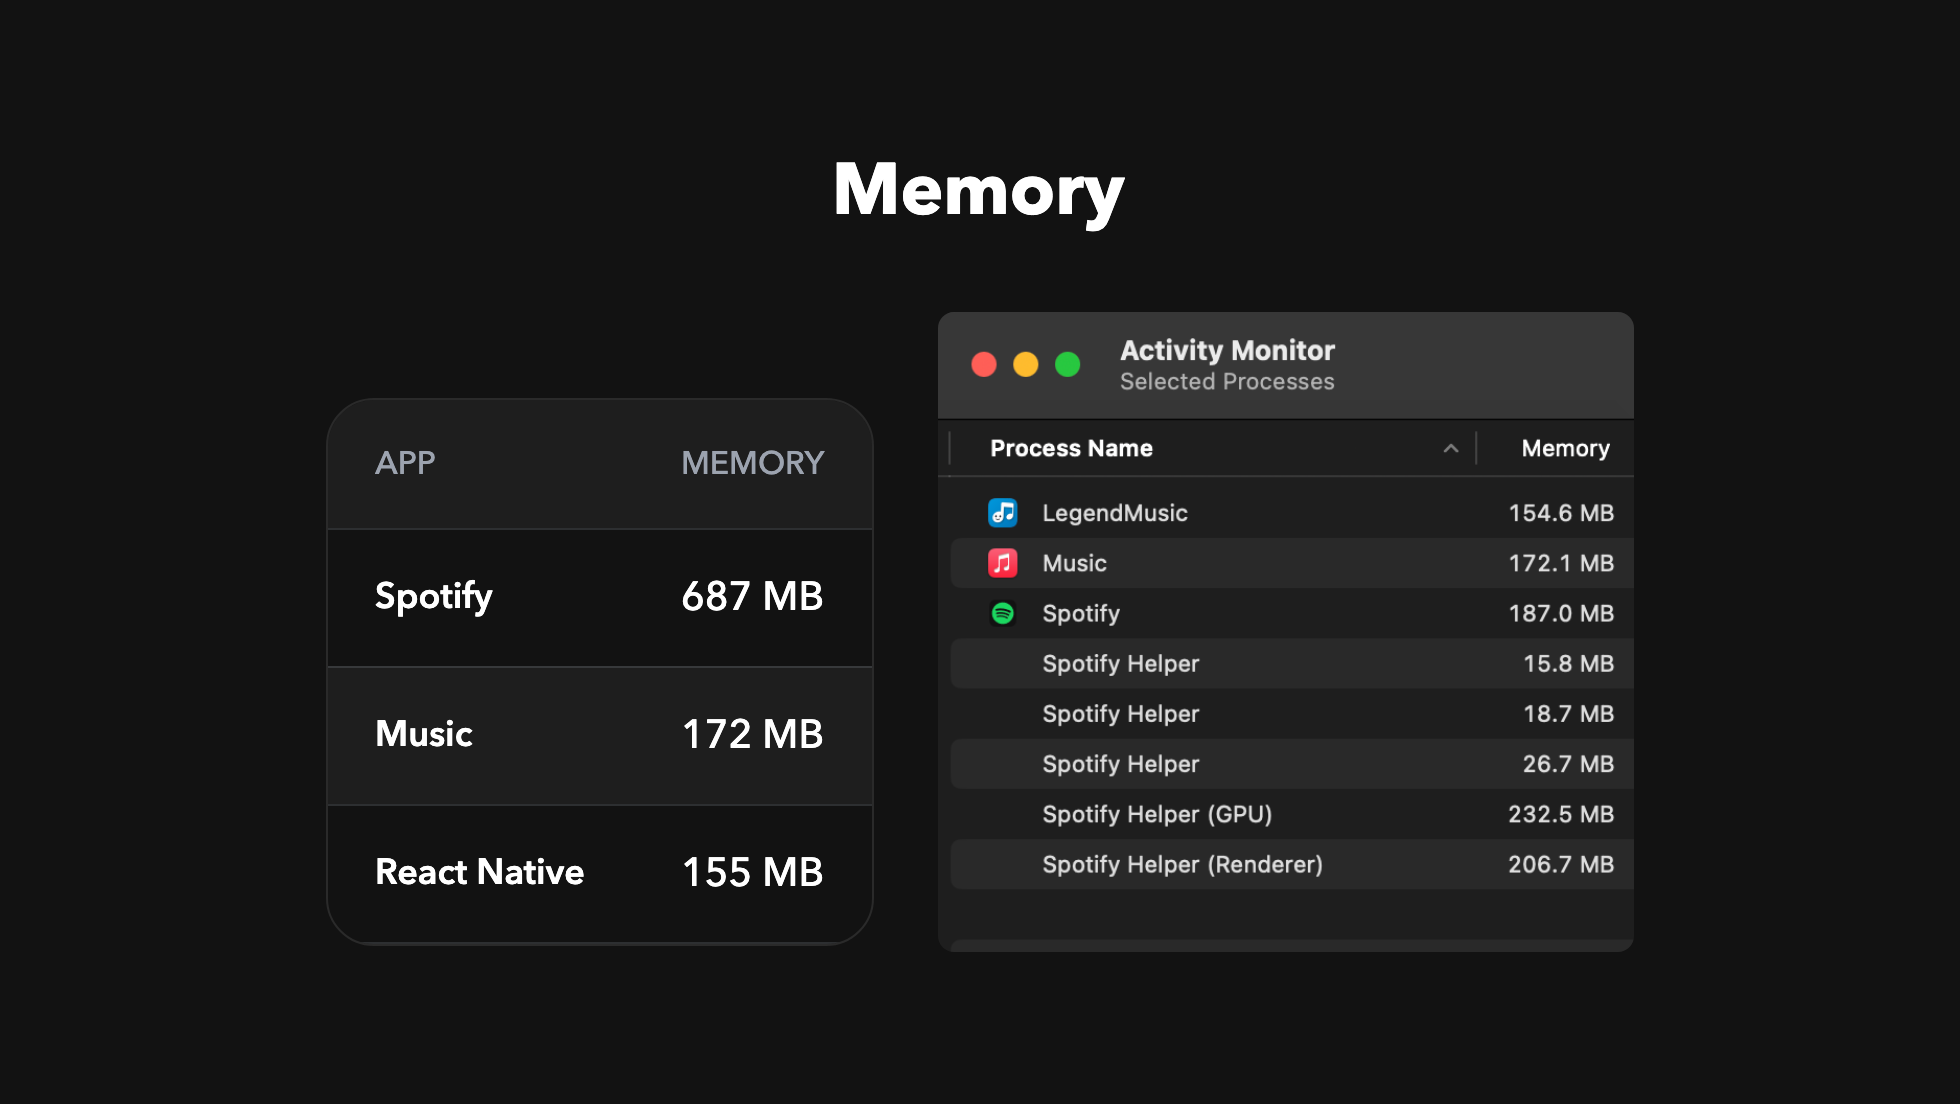 Memory
APP MEMORY
Spotify 687 MB
Music 172 MB
React Native 155 MB
Activity Monitor
Selected Processes
Process Name Memory
LegendMusic 154.6 MB
Music 172.1 MB
Spotify 187.0 MB
Spotify Helper 15.8 MB
Spotify Helper 18.7 MB
Spotify Helper 26.7 MB
Spotify Helper (GPU) 232.5 MB
Spotify Helper (Renderer) 206.7 MB